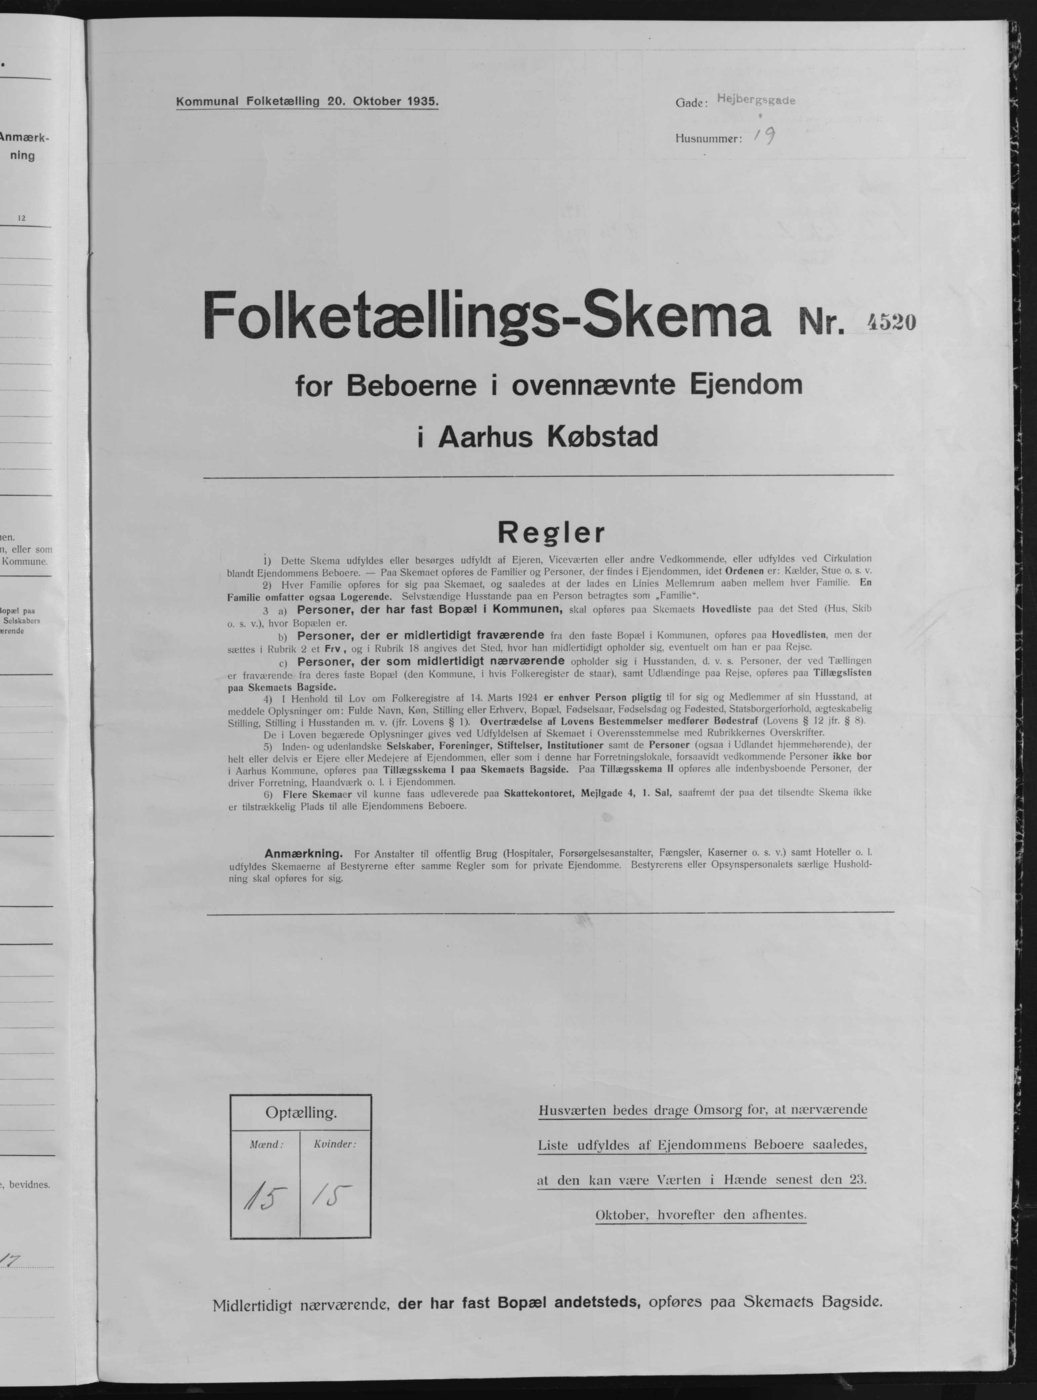 .
Anmærk-
ning
12
en.
n, eller som
Kommune.
Bopæl paa
Selskabers
ærende
, bevidnes.
17
Kommunal Folketælling 20. Oktober 1935.
Gade: Hejbergsgade
Husnummer: 19
Folketællings-Skema Nr. 4520
for Beboerne i ovennævnte Ejendom
i Aarhus Købstad
Regler
1) Dette Skema udfyldes eller besørges udfyldt af Ejeren, Viceværten eller andre Vedkommende, eller udfyldes ved Cirkulation
blandt Ejendommens Beboere. — Paa Skemaet opføres de Familier og Personer, der findes i Ejendommen, idet Ordenen er: Kælder, Stue o. s. v.
2) Hver Familie opføres for sig paa Skemaet, og saaledes at der lades en Linies Mellemrum aaben mellem hver Familie. En
Familie omfatter ogsaa Logerende. Selvstændige Husstande paa en Person betragtes som „Familie".
3 a) Personer, der har fast Bopæl i Kommunen, skal opføres paa Skemaets Hovedliste paa det Sted (Hus, Skib
o. s. v.), hvor Bopælen er.
b) Personer, der er midlertidigt fraværende fra den faste Bopæl i Kommunen, opføres paa Hovedlisten, men der
sættes i Rubrik 2 et Frv., og i Rubrik 18 angives det Sted, hvor han midlertidigt opholder sig, eventuelt om han er paa Rejse.
c) Personer, der som midlertidigt nærværende opholder sig i Husstanden, d. v. s. Personer, der ved Tællingen
er fraværende fra deres faste Bopæl (den Kommune, i hvis Folkeregister de staar), samt Udlændinge paa Rejse, opføres paa Tillægslisten
paa Skemaets Bagside.
4) I Henhold til Lov om Folkeregistre af 14. Marts 1924 er enhver Person pligtig til for sig og Medlemmer af sin Husstand, at
meddele Oplysninger om: Fulde Navn, Køn, Stilling eller Erhverv, Bopæl, Fødselsaar, Fødselsdag og Fødested, Statsborgerforhold, ægteskabelig
Stilling, Stilling i Husstanden m. v. (jfr. Lovens § 1). Overtrædelse af Lovens Bestemmelser medfører Bødestraf (Lovens § 12 jfr. § 8).
De i Loven begærede Oplysninger gives ved Udfyldelsen af Skemaet i Overensstemmelse med Rubrikkernes Overskrifter.
5) Inden- og udenlandske Selskaber, Foreninger, Stiftelser, Institutioner samt de Personer (ogsaa i Udlandet hjemmehørende), der
helt eller delvis er Ejere eller Medejere af Ejendommen, eller som i denne har Forretningslokale, forsaavidt vedkommende Personer ikke bor
i Aarhus Kommune, opføres paa Tillægsskema I paa Skemaets Bagside. Paa Tillægsskema II opføres alle indenbysboende Personer, der
driver Forretning, Haandværk o. l. i Ejendommen.
6) Flere Skemaer vil kunne faas udleverede paa Skattekontoret, Mejlgade 4, 1. Sal, saafremt der paa det tilsendte Skema ikke
er tilstrækkelig Plads til alle Ejendommens Beboere.
Anmærkning. For Anstalter til offentlig Brug (Hospitaler, Forsørgelsesanstalter, Fængsler, Kaserner o. s. v.) samt Hoteller o. l.
udfyldes Skemaerne af Bestyrerne efter samme Regler som for private Ejendomme. Bestyrerens eller Opsynspersonalets særlige Hushold-
ning skal opføres for sig.
Optælling.
Mænd: Kvinder:
15 15
Husværten bedes drage Omsorg for, at nærværende
Liste udfyldes af Ejendommens Beboere saaledes,
at den kan være Værten i Hænde senest den 23.
Oktober, hvorefter den afhentes.
Midlertidigt nærværende, der har fast Bopæl andetsteds, opføres paa Skemaets Bagside.